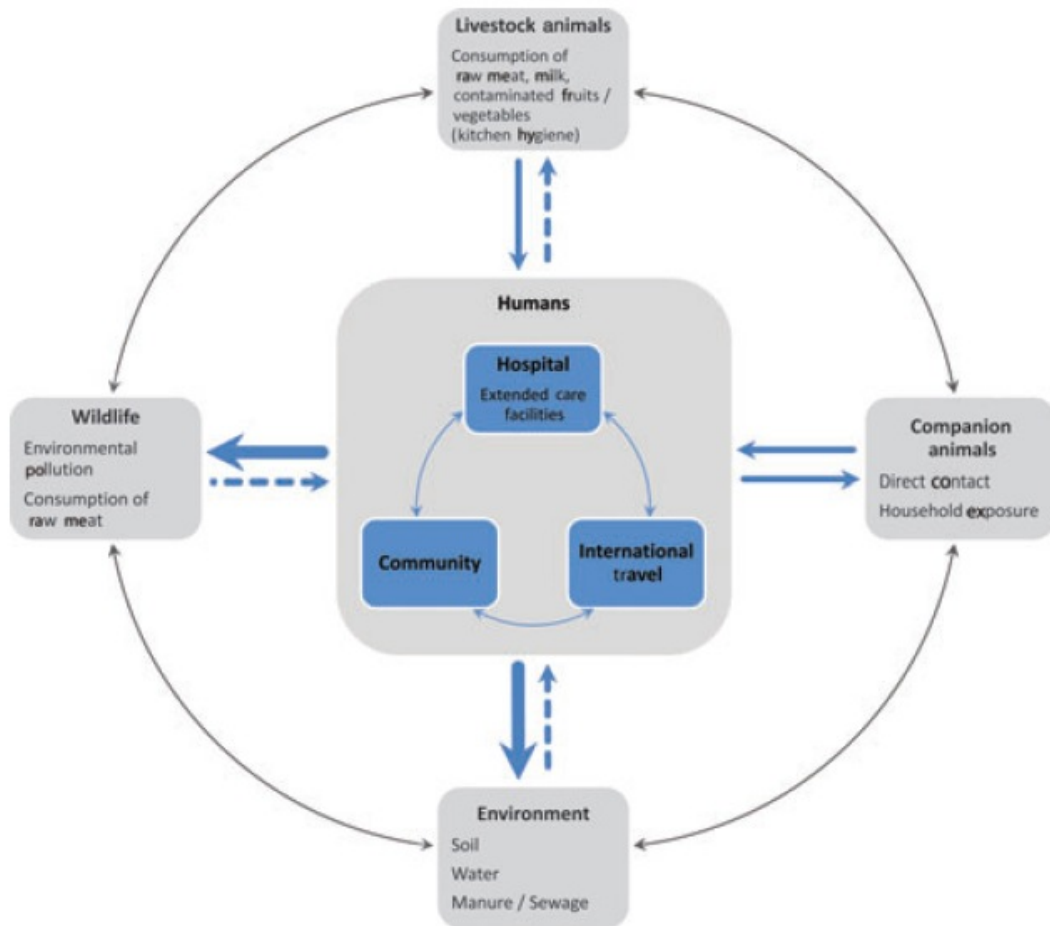 Livestock animals
Consumption of
raw meat, milk,
contaminated fruits /
vegetables
(kitchen hygiene)
Humans
Hospital
Extended care
facilities
Wildlife
Environmental
pollution
Consumption of
raw meat
Companion
animals
Direct contact
Household exposure
Community
International
travel
Environment
Soil
Water
Manure / Sewage